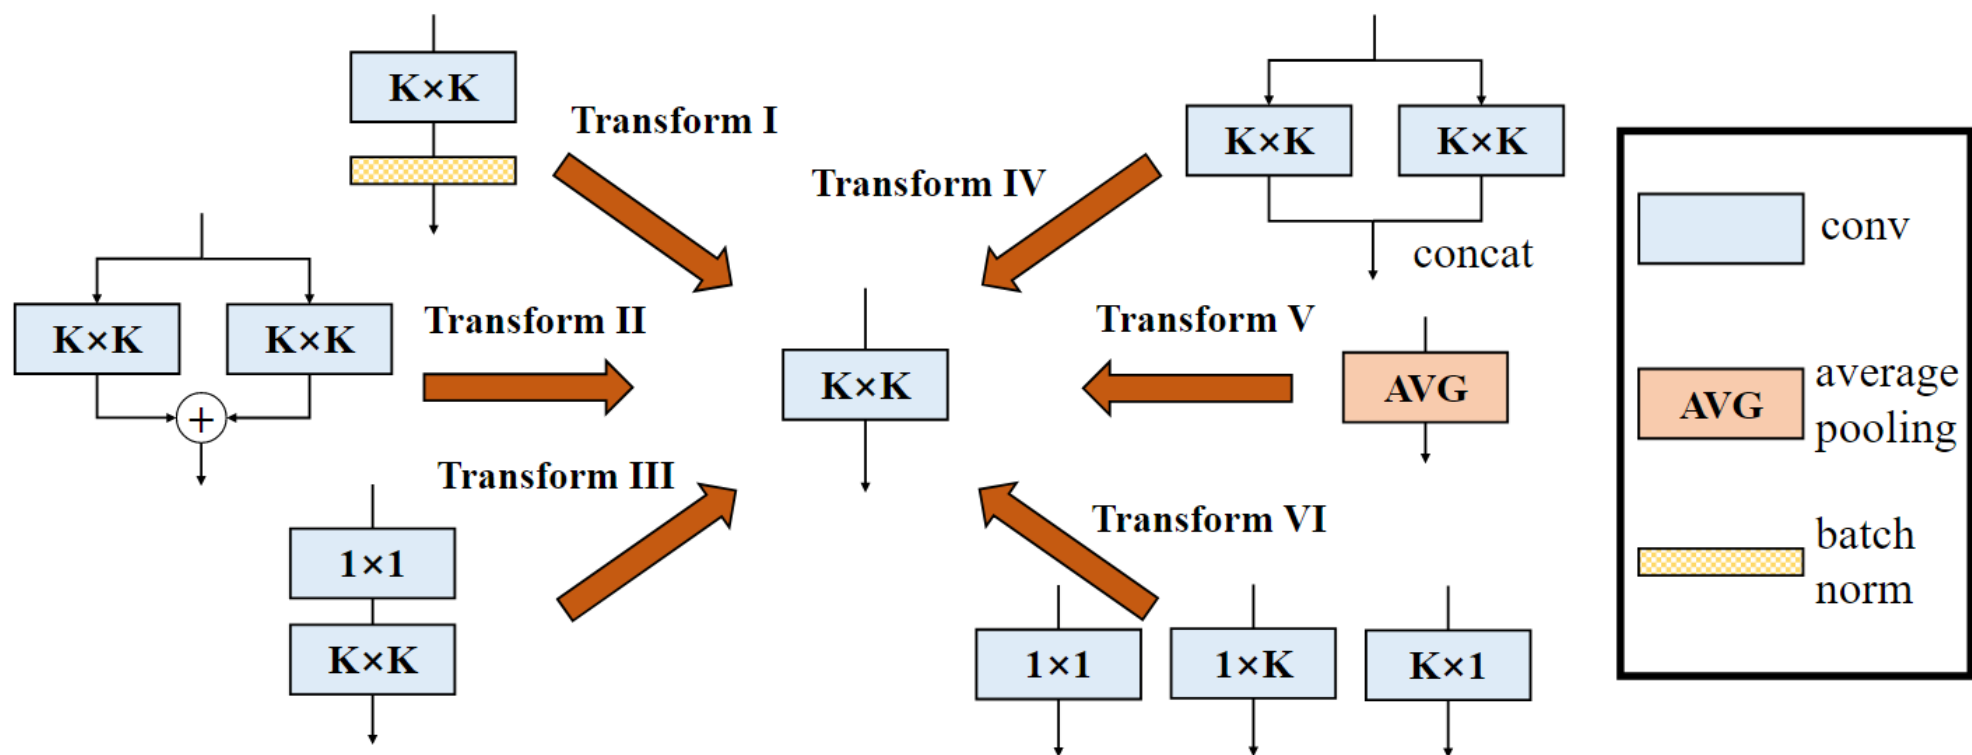 K×K
Transform I
K×K
K×K
Transform II
+
1×1
K×K
Transform III
K×K
Transform IV
K×K
K×K
concat
Transform V
AVG
Transform VI
1×1
1×K
K×1
conv
AVG
average
pooling
batch
norm